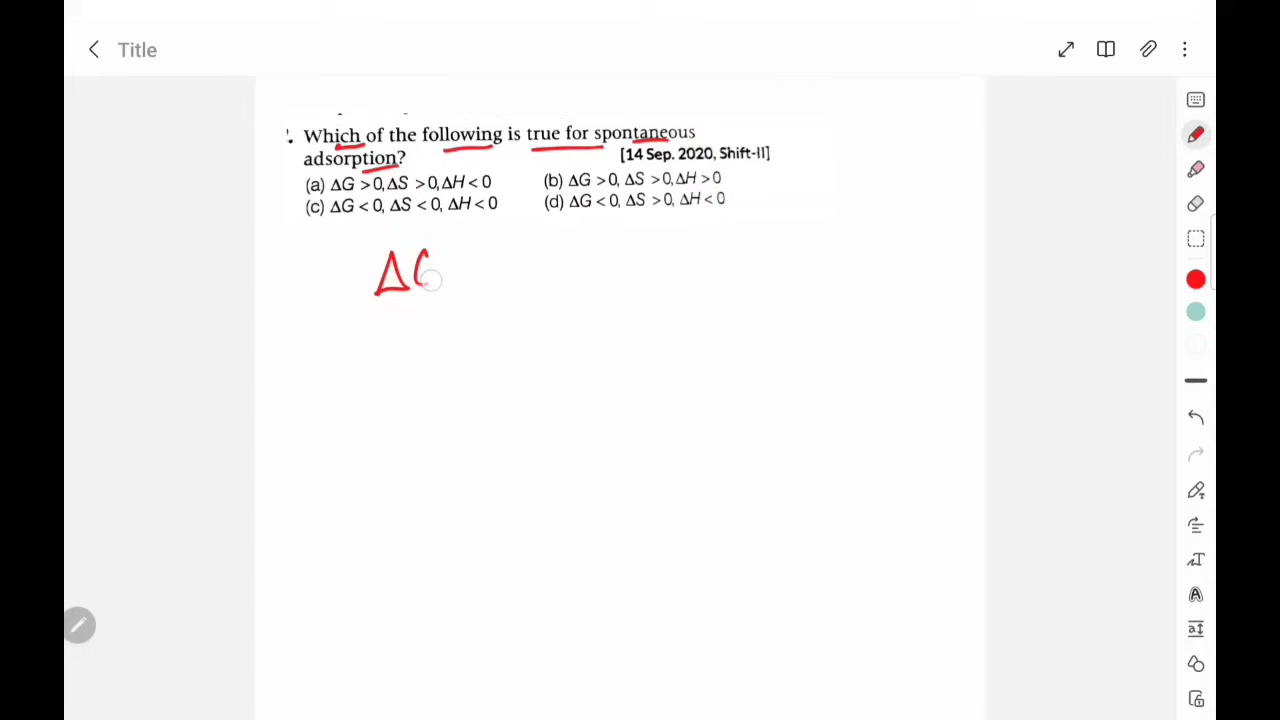 Title
. Which of the following is true for spontaneous
adsorption? [14 Sep. 2020, Shift-II]
(a) ΔG > 0, ΔS > 0, ΔH < 0 (b) ΔG > 0, ΔS > 0, ΔH > 0
(c) ΔG < 0, ΔS < 0, ΔH < 0 (d) ΔG < 0, ΔS > 0, ΔH < 0
Δ